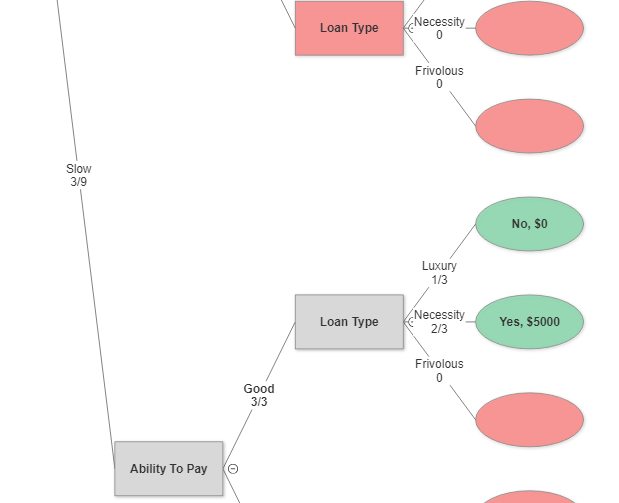 Loan Type
Necessity
0
Frivolous
0
Slow
3/9
No, $0
Luxury
1/3
Loan Type
Necessity
2/3
Yes, $5000
Frivolous
0
Good
3/3
Ability To Pay